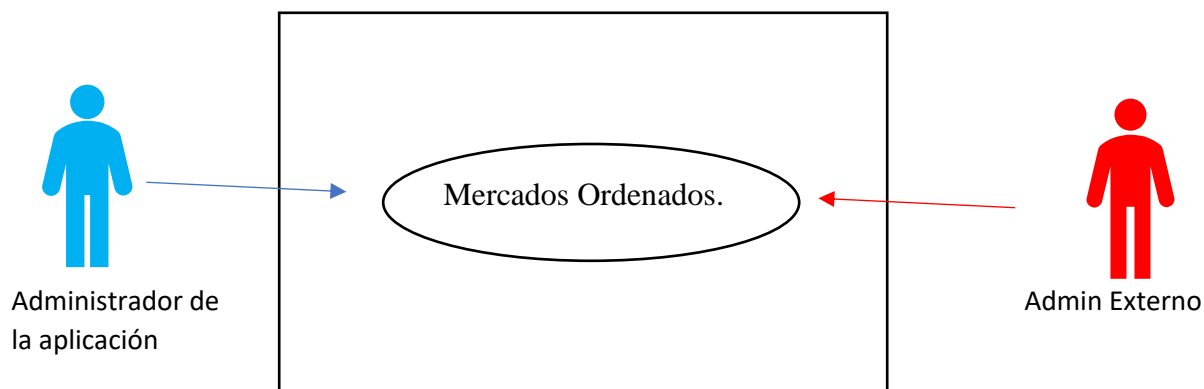 Mercados Ordenados.
Administrador de
la aplicación
Admin Externo